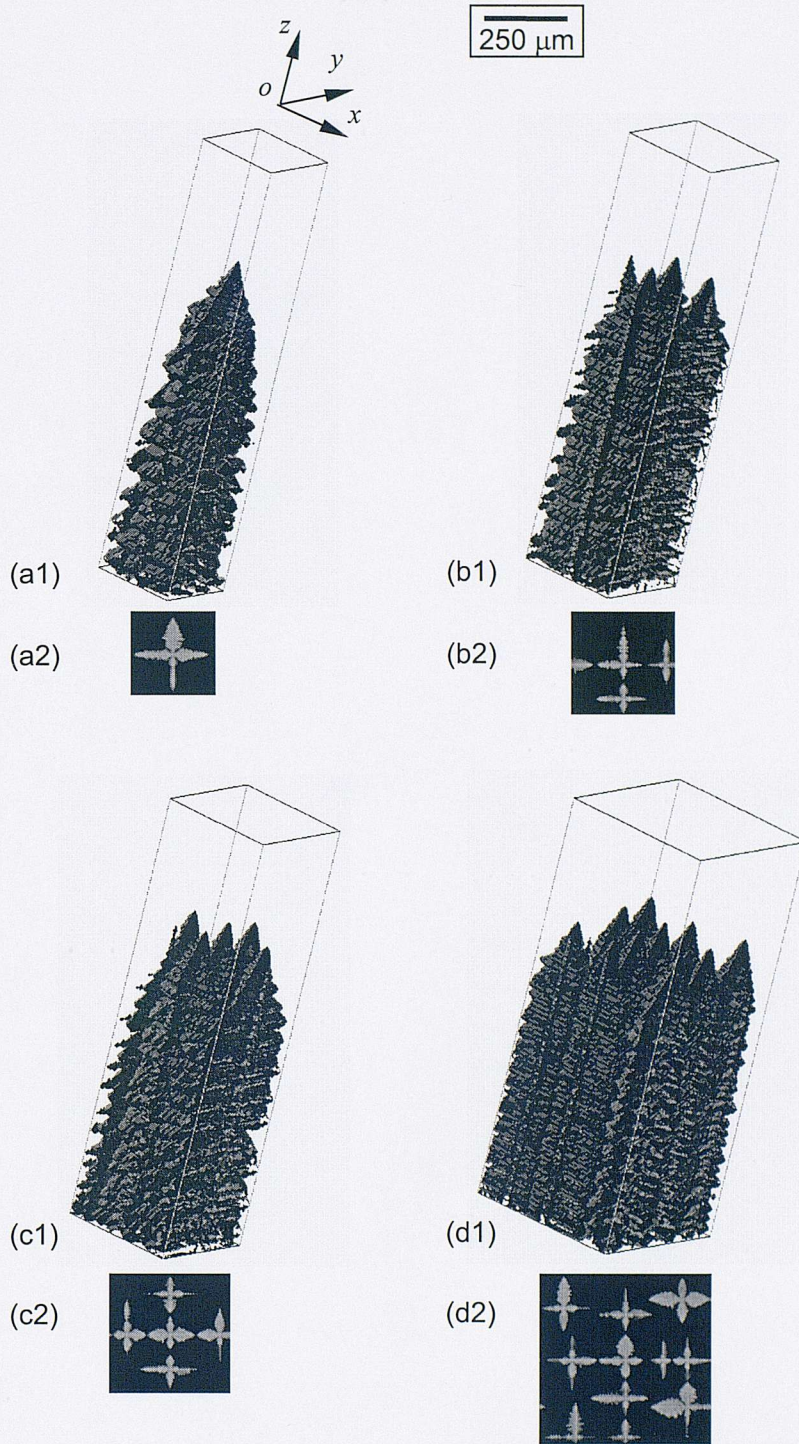 250 μm
z
y
o
x
(a1)
(b1)
(a2)
(b2)
(c1)
(d1)
(c2)
(d2)